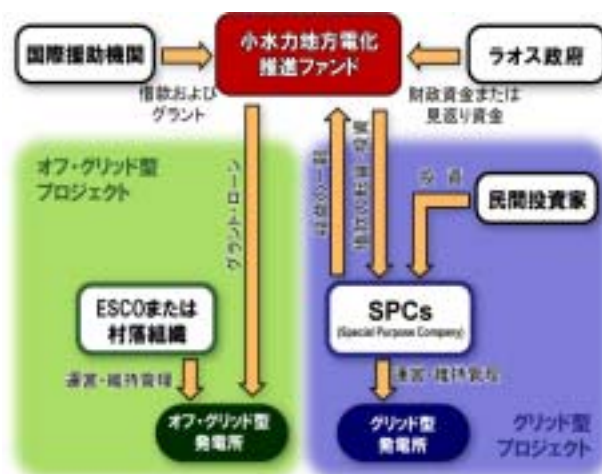 国際援助機関
小水力地方電化
推進ファンド
ラオス政府
借款および
グラント
財政資金または
見返り資金
オフ・グリッド型
プロジェクト
グラント・ローン
投資
民間投資家
ESCOまたは
村落組織
SPCs
(Special Purpose Company)
運営・維持管理
運営・維持管理
オフ・グリッド型
発電所
グリッド型
発電所
グリッド型
プロジェクト